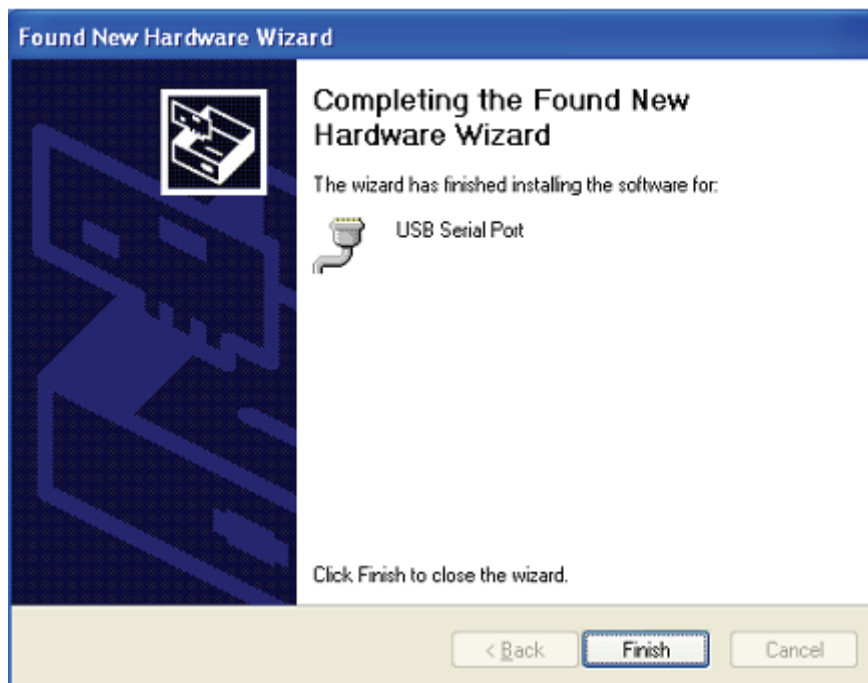 Found New Hardware Wizard
Completing the Found New
Hardware Wizard
The wizard has finished installing the software for:
USB Serial Port
Click Finish to close the wizard.
< Back
Finish
Cancel